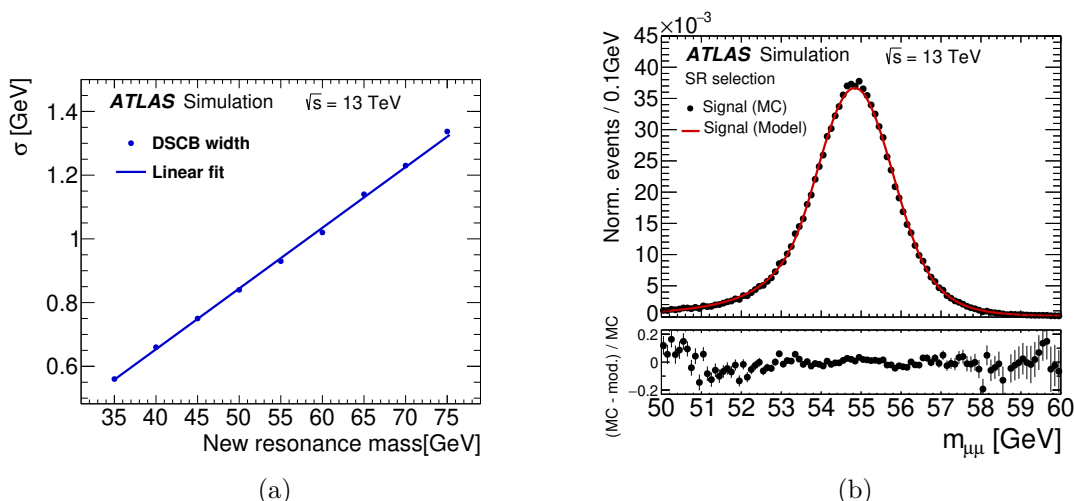 ATLAS Simulation √s = 13 TeV
DSCB width
Linear fit
σ [GeV]
1.4
1.2
1
0.8
0.6
35 40 45 50 55 60 65 70 75
New resonance mass[GeV]
(a)
×10⁻³
ATLAS Simulation √s = 13 TeV
SR selection
Signal (MC)
Signal (Model)
Norm. events / 0.1GeV
45
40
35
30
25
20
15
10
5
0
(MC - mod.) / MC
0.2
0
−0.2
50 51 52 53 54 55 56 57 58 59 60
mμμ [GeV]
(b)